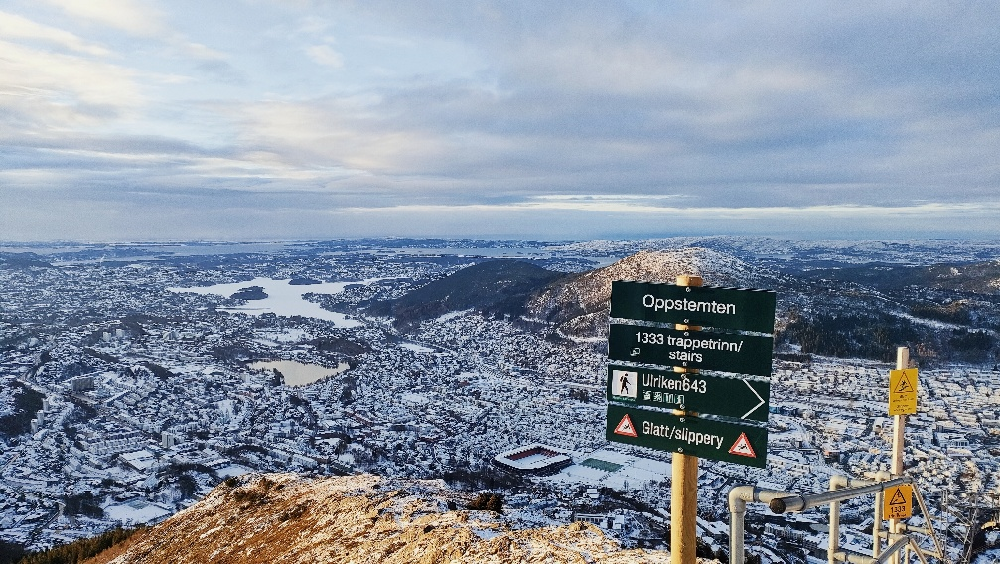 Oppstemten
1333 trappetrinn/
stairs
Ulriken643
Glatt/slippery
1333